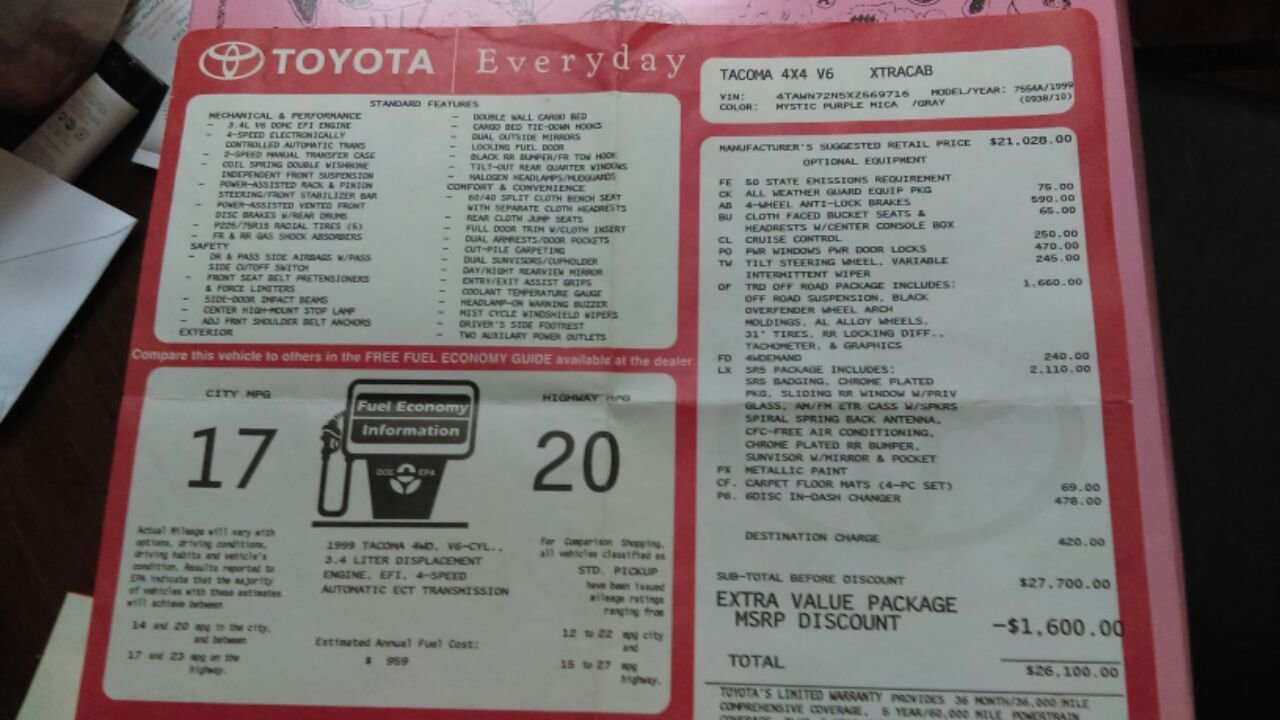 TOYOTA Everyday
STANDARD FEATURES
MECHANICAL & PERFORMANCE
- 3.4L V6 DOHC EFI ENGINE
- 4-SPEED ELECTRONICALLY
CONTROLLED AUTOMATIC TRANS
- 2-SPEED MANUAL TRANSFER CASE
- COIL SPRING DOUBLE WISHBONE
INDEPENDENT FRONT SUSPENSION
- POWER-ASSISTED RACK & PINION
STEERING/FRONT STABILIZER BAR
- POWER-ASSISTED VENTED FRONT
DISC BRAKES W/REAR DRUMS
- P225/75R15 RADIAL TIRES (5)
- FR & RR GAS SHOCK ABSORBERS
SAFETY
- DR & PASS SIDE AIRBAGS W/PASS
SIDE CUTOFF SWITCH
- FRONT SEAT BELT PRETENSIONERS
& FORCE LIMITERS
- SIDE-DOOR IMPACT BEAMS
- CENTER HIGH-MOUNT STOP LAMP
- ADJ FRNT SHOULDER BELT ANCHORS
EXTERIOR
- DOUBLE WALL CARGO BED
- CARGO BED TIE-DOWN HOOKS
- DUAL OUTSIDE MIRRORS
- LOCKING FUEL DOOR
- BLACK RR BUMPER/FR TOW HOOK
- TILT-OUT REAR QUARTER WINDOWS
- HALOGEN HEADLAMPS/MUDGUARDS
COMFORT & CONVENIENCE
- 60/40 SPLIT CLOTH BENCH SEAT
WITH SEPARATE CLOTH HEADRESTS
- REAR CLOTH JUMP SEATS
- FULL DOOR TRIM W/CLOTH INSERT
- DUAL ARMRESTS/DOOR POCKETS
- CUT-PILE CARPETING
- DUAL SUNVISORS/CUPHOLDER
- DAY/NIGHT REARVIEW MIRROR
- ENTRY/EXIT ASSIST GRIPS
- COOLANT TEMPERATURE GAUGE
- HEADLAMP-ON WARNING BUZZER
- MIST CYCLE WINDSHIELD WIPERS
- DRIVER'S SIDE FOOTREST
- TWO AUXILARY POWER OUTLETS
Compare this vehicle to others in the FREE FUEL ECONOMY GUIDE available at the dealer.
CITY MPG
17
Fuel Economy
Information
DOE EPA
HIGHWAY MPG
20
Actual Mileage will vary with
options, driving conditions,
driving habits and vehicle's
condition. Results reported to
EPA indicate that the majority
of vehicles with these estimates
will achieve between
14 and 20 mpg in the city,
and between
17 and 23 mpg on the
highway.
1999 TACOMA 4WD, V6-CYL.,
3.4 LITER DISPLACEMENT
ENGINE, EFI, 4-SPEED
AUTOMATIC ECT TRANSMISSION
Estimated Annual Fuel Cost:
$ 959
For Comparison Shopping,
all vehicles classified as
STD. PICKUP
have been issued
mileage ratings
ranging from
12 to 22 mpg city
and
15 to 27 mpg
highway.
TACOMA 4X4 V6 XTRACAB
VIN: 4TAWN72N5XZ569716 MODEL/YEAR: 7554A/1999
COLOR: MYSTIC PURPLE MICA /GRAY (0938/10)
MANUFACTURER'S SUGGESTED RETAIL PRICE $21,028.00
OPTIONAL EQUIPMENT
FE 50 STATE EMISSIONS REQUIREMENT
CK ALL WEATHER GUARD EQUIP PKG 75.00
AB 4-WHEEL ANTI-LOCK BRAKES 590.00
BU CLOTH FACED BUCKET SEATS & 65.00
HEADRESTS W/CENTER CONSOLE BOX
CL CRUISE CONTROL 250.00
PO PWR WINDOWS PWR DOOR LOCKS 470.00
TW TILT STEERING WHEEL, VARIABLE 245.00
INTERMITTENT WIPER
OF TRD OFF ROAD PACKAGE INCLUDES: 1,660.00
OFF ROAD SUSPENSION, BLACK
OVERFENDER WHEEL ARCH
MOLDINGS, AL ALLOY WHEELS,
31" TIRES, RR LOCKING DIFF.,
TACHOMETER, & GRAPHICS
FD 4WDEMAND 240.00
LX SR5 PACKAGE INCLUDES: 2,110.00
SR5 BADGING, CHROME PLATED
PKG, SLIDING RR WINDOW W/PRIV
GLASS, AM/FM ETR CASS W/SPKRS
SPIRAL SPRING BACK ANTENNA,
CFC-FREE AIR CONDITIONING,
CHROME PLATED RR BUMPER,
SUNVISOR W/MIRROR & POCKET
PX METALLIC PAINT
CF. CARPET FLOOR MATS (4-PC SET) 69.00
P6. 6DISC IN-DASH CHANGER 478.00
DESTINATION CHARGE 420.00
SUB-TOTAL BEFORE DISCOUNT $27,700.00
EXTRA VALUE PACKAGE
MSRP DISCOUNT -$1,600.00
TOTAL $26,100.00
TOYOTA'S LIMITED WARRANTY PROVIDES 36 MONTH/36,000 MILE
COMPREHENSIVE COVERAGE, 5 YEAR/60,000 MILE POWERTRAIN